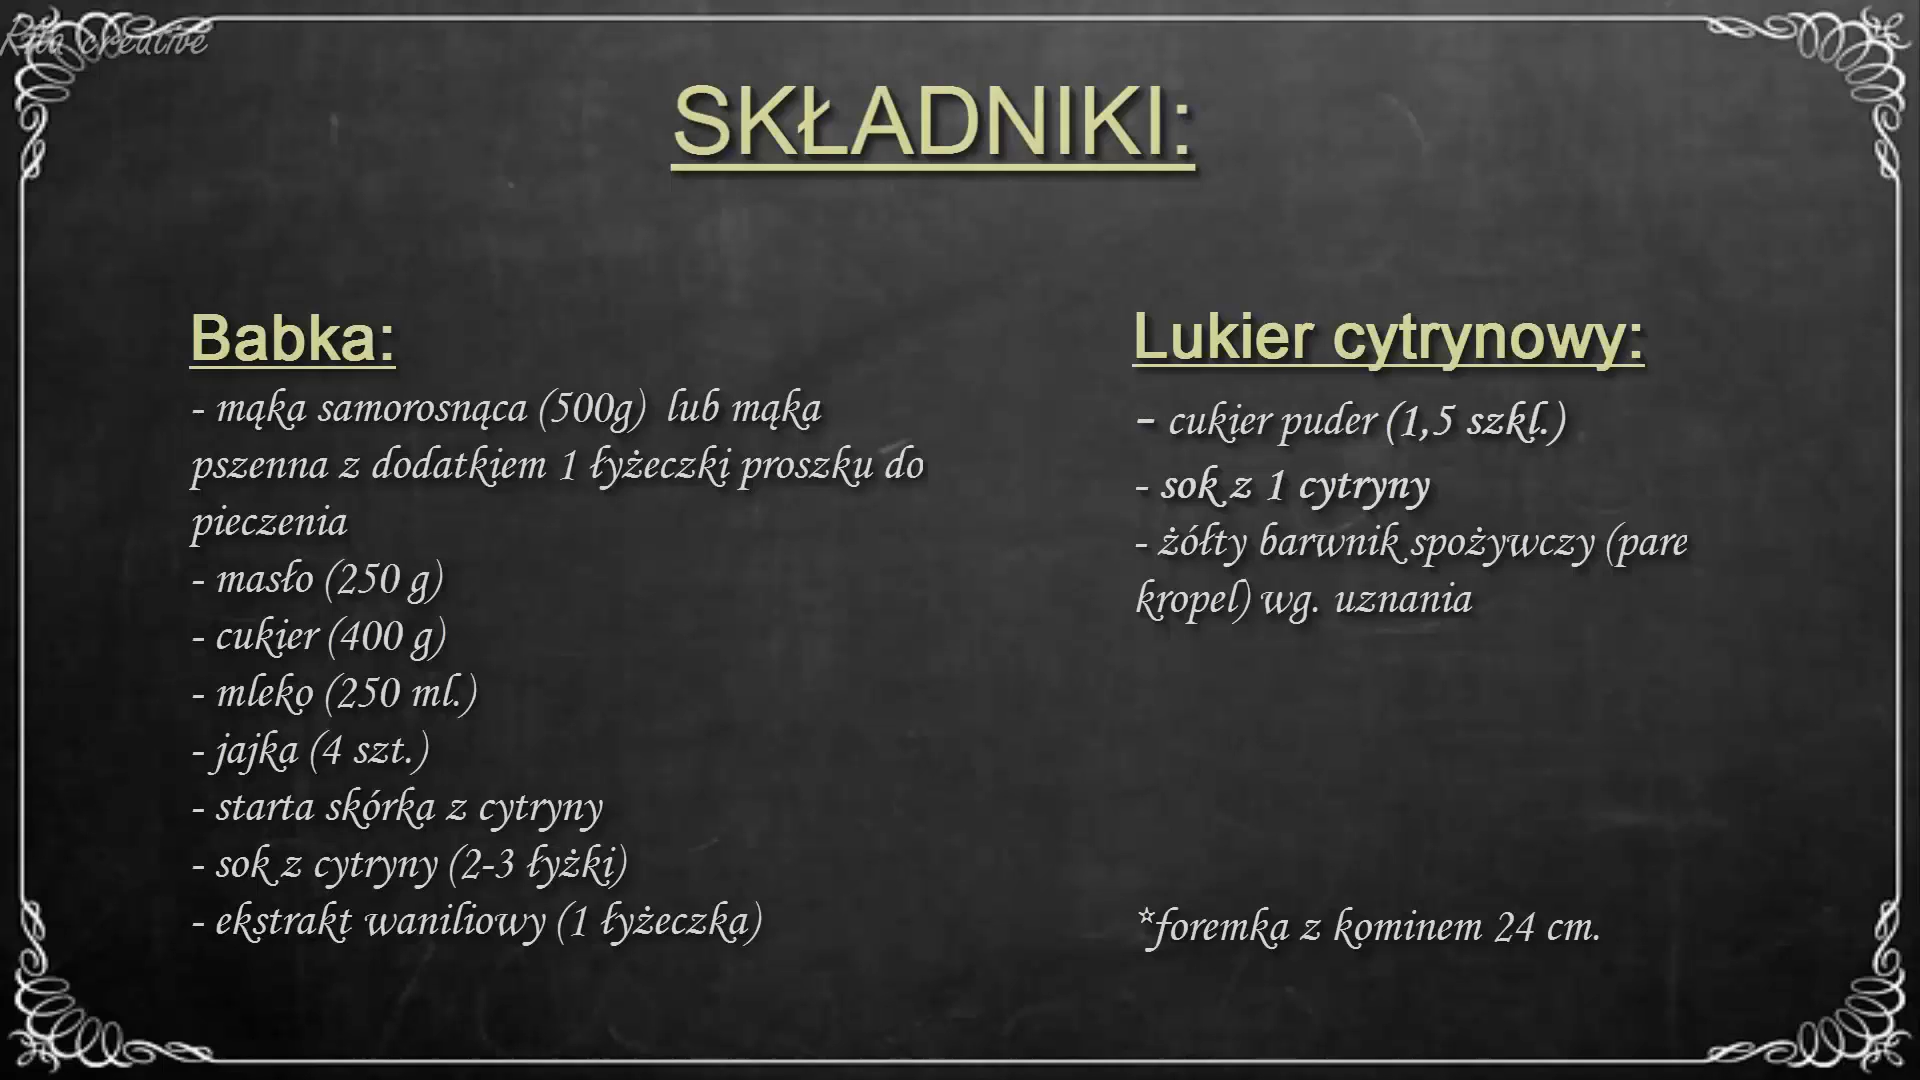 Rita creative
SKŁADNIKI:
Babka:
- mąka samorosnąca (500g) lub mąka
pszenna z dodatkiem 1 łyżeczki proszku do
pieczenia
- masło (250 g)
- cukier (400 g)
- mleko (250 ml.)
- jajka (4 szt.)
- starta skórka z cytryny
- sok z cytryny (2-3 łyżki)
- ekstrakt waniliowy (1 łyżeczka)
Lukier cytrynowy:
- cukier puder (1,5 szkl.)
- sok z 1 cytryny
- żółty barwnik spożywczy (pare
kropel) wg. uznania
*foremka z kominem 24 cm.